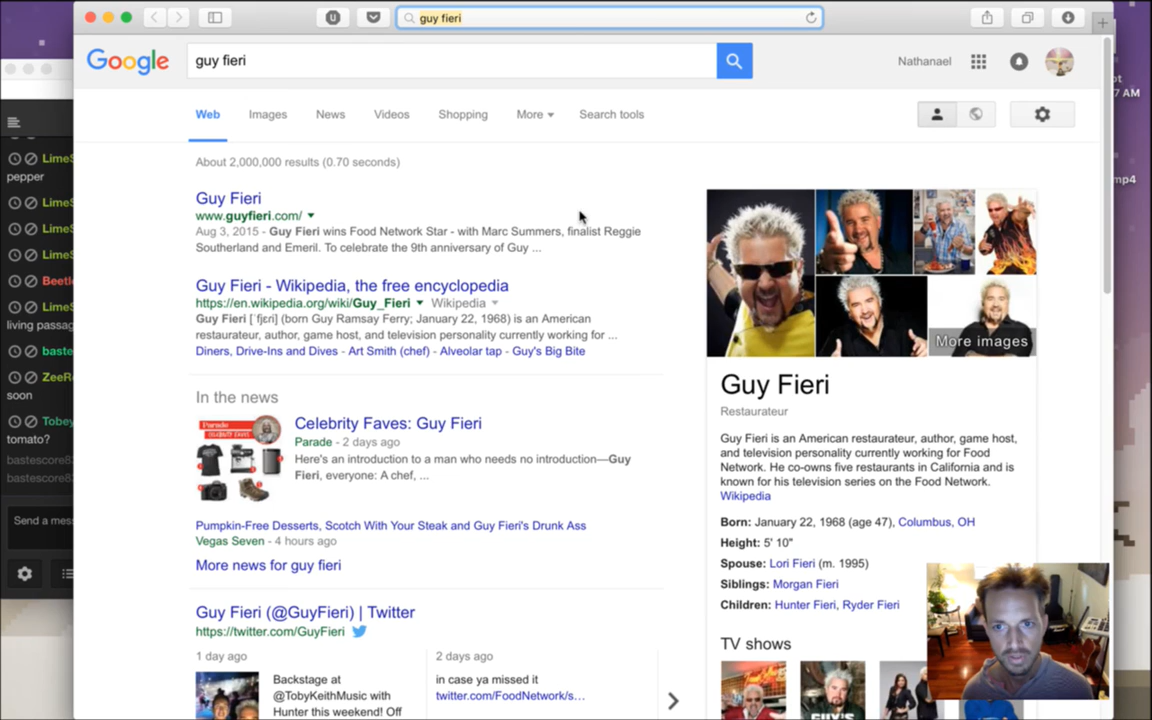 guy fieri
Google
guy fieri
Nathanael
Web
Images
News
Videos
Shopping
More
Search tools
About 2,000,000 results (0.70 seconds)
Guy Fieri
www.guyfieri.com/
Aug 3, 2015 - Guy Fieri wins Food Network Star - with Marc Summers, finalist Reggie
Southerland and Emeril. To celebrate the 9th anniversary of Guy ...
Guy Fieri - Wikipedia, the free encyclopedia
https://en.wikipedia.org/wiki/Guy_Fieri Wikipedia
Guy Fieri [ˈfjɛri] (born Guy Ramsay Ferry; January 22, 1968) is an American
restaurateur, author, game host, and television personality currently working for ...
Diners, Drive-Ins and Dives - Art Smith (chef) - Alveolar tap - Guy's Big Bite
In the news
Parade
Celebrity Faves: Guy Fieri
Parade - 2 days ago
Here's an introduction to a man who needs no introduction—Guy
Fieri, everyone: A chef, ...
Pumpkin-Free Desserts, Scotch With Your Steak and Guy Fieri's Drunk Ass
Vegas Seven - 4 hours ago
More news for guy fieri
Guy Fieri (@GuyFieri) | Twitter
https://twitter.com/GuyFieri
1 day ago
Backstage at
@TobyKeithMusic with
Hunter this weekend! Off
2 days ago
in case ya missed it
twitter.com/FoodNetwork/s...
More images
Guy Fieri
Restaurateur
Guy Fieri is an American restaurateur, author, game host,
and television personality currently working for Food
Network. He co-owns five restaurants in California and is
known for his television series on the Food Network.
Wikipedia
Born: January 22, 1968 (age 47), Columbus, OH
Height: 5' 10"
Spouse: Lori Fieri (m. 1995)
Siblings: Morgan Fieri
Children: Hunter Fieri, Ryder Fieri
TV shows
LimeS
pepper
LimeS
LimeS
LimeS
Beetl
LimeS
living passag
baste
ZeeR
soon
Tobey
tomato?
bastescore8
bastescore8
Send a mess
7 AM
mp4